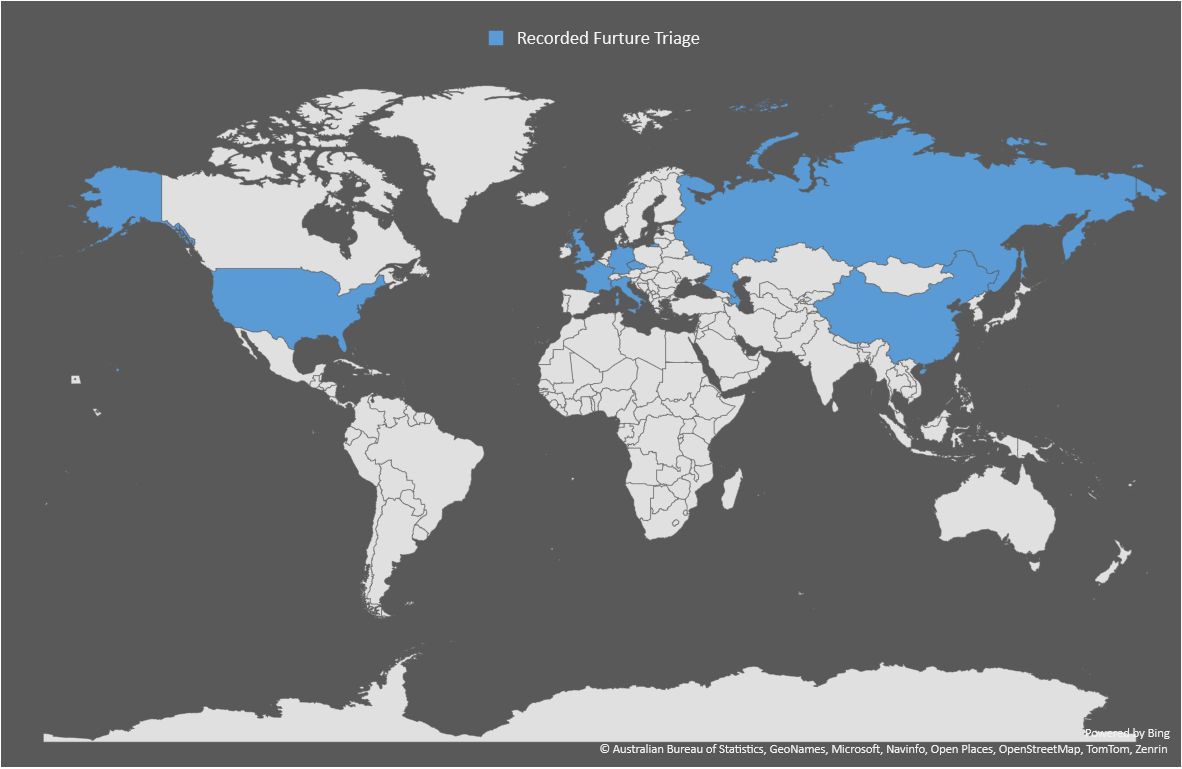 Recorded Furture Triage
Powered by Bing
© Australian Bureau of Statistics, GeoNames, Microsoft, Navinfo, Open Places, OpenStreetMap, TomTom, Zenrin